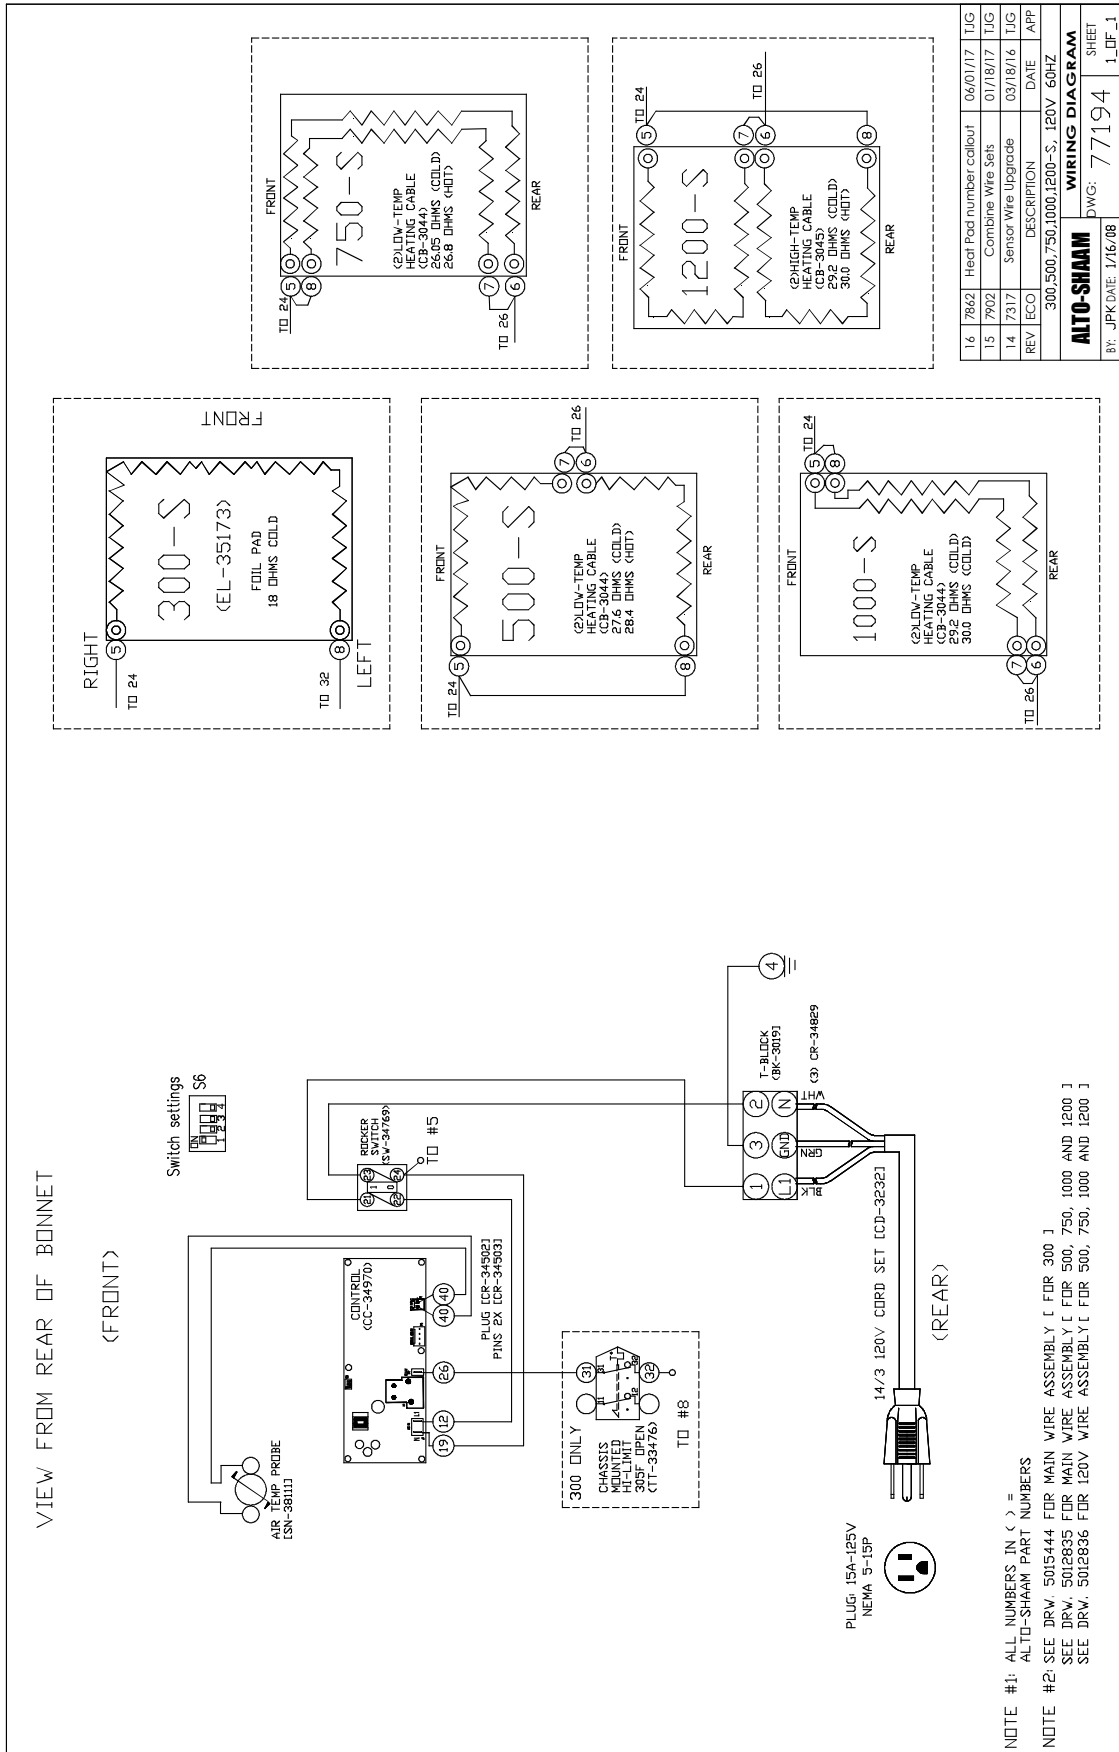 VIEW FROM REAR OF BONNET
(FRONT)
Switch settings
S6
ON
1 2 3 4
AIR TEMP PROBE
[SN-38111]
CONTROL
(CC-34970)
ROCKER
SWITCH
(SW-34769)
23
24
21
22
1
0
TO #5
L1
N
19
12
26
40
40
PLUG [CR-34502]
PINS 2X [CR-34503]
300 ONLY
CHASSIS
MOUNTED
HI-LIMIT
305F OPEN
(TT-33476)
31
32
11
12
31
32
TO #8
T-BLOCK
(BK-3019]
(3) CR-34829
1
3
2
L1
GND
N
BLK
GRN
WHT
4
14/3 120V CORD SET [CD-3232]
(REAR)
PLUG: 15A-125V
NEMA 5-15P
NOTE #1: ALL NUMBERS IN ( ) =
ALTO-SHAAM PART NUMBERS
NOTE #2: SEE DRW. 5015444 FOR MAIN WIRE ASSEMBLY [ FOR 300 ]
SEE DRW. 5012835 FOR MAIN WIRE ASSEMBLY [ FOR 500, 750, 1000 AND 1200 ]
SEE DRW. 5012836 FOR 120V WIRE ASSEMBLY [ FOR 500, 750, 1000 AND 1200 ]
RIGHT
5
TO 24
300-S
(EL-35173)
FOIL PAD
18 OHMS COLD
FRONT
8
TO 32
LEFT
FRONT
5
TO 24
500-S
(2)LOW-TEMP
HEATING CABLE
(CB-3044)
27.6 OHMS (COLD)
28.4 OHMS (HOT)
7
6
TO 26
8
REAR
FRONT
5
8
TO 24
1000-S
(2)LOW-TEMP
HEATING CABLE
(CB-3044)
29.2 OHMS (COLD)
30.0 OHMS (COLD)
7
6
TO 26
REAR
FRONT
5
8
TO 24
750-S
(2)LOW-TEMP
HEATING CABLE
(CB-3044)
26.05 OHMS (COLD)
26.8 OHMS (HOT)
7
6
TO 26
REAR
FRONT
5
TO 24
1200-S
(2)HIGH-TEMP
HEATING CABLE
(CB-3045)
29.2 OHMS (COLD)
30.0 OHMS (HOT)
7
6
TO 26
8
REAR
16 7862 Heat Pad number callout 06/01/17 TJG
15 7902 Combine Wire Sets 01/18/17 TJG
14 7317 Sensor Wire Upgrade 03/18/16 TJG
REV ECO DESCRIPTION DATE APP
300,500,750,1000,1200-S, 120V 60HZ
ALTO-SHAAM
WIRING DIAGRAM
BY: JPK DATE: 1/16/08
DWG: 77194
SHEET
1_OF_1